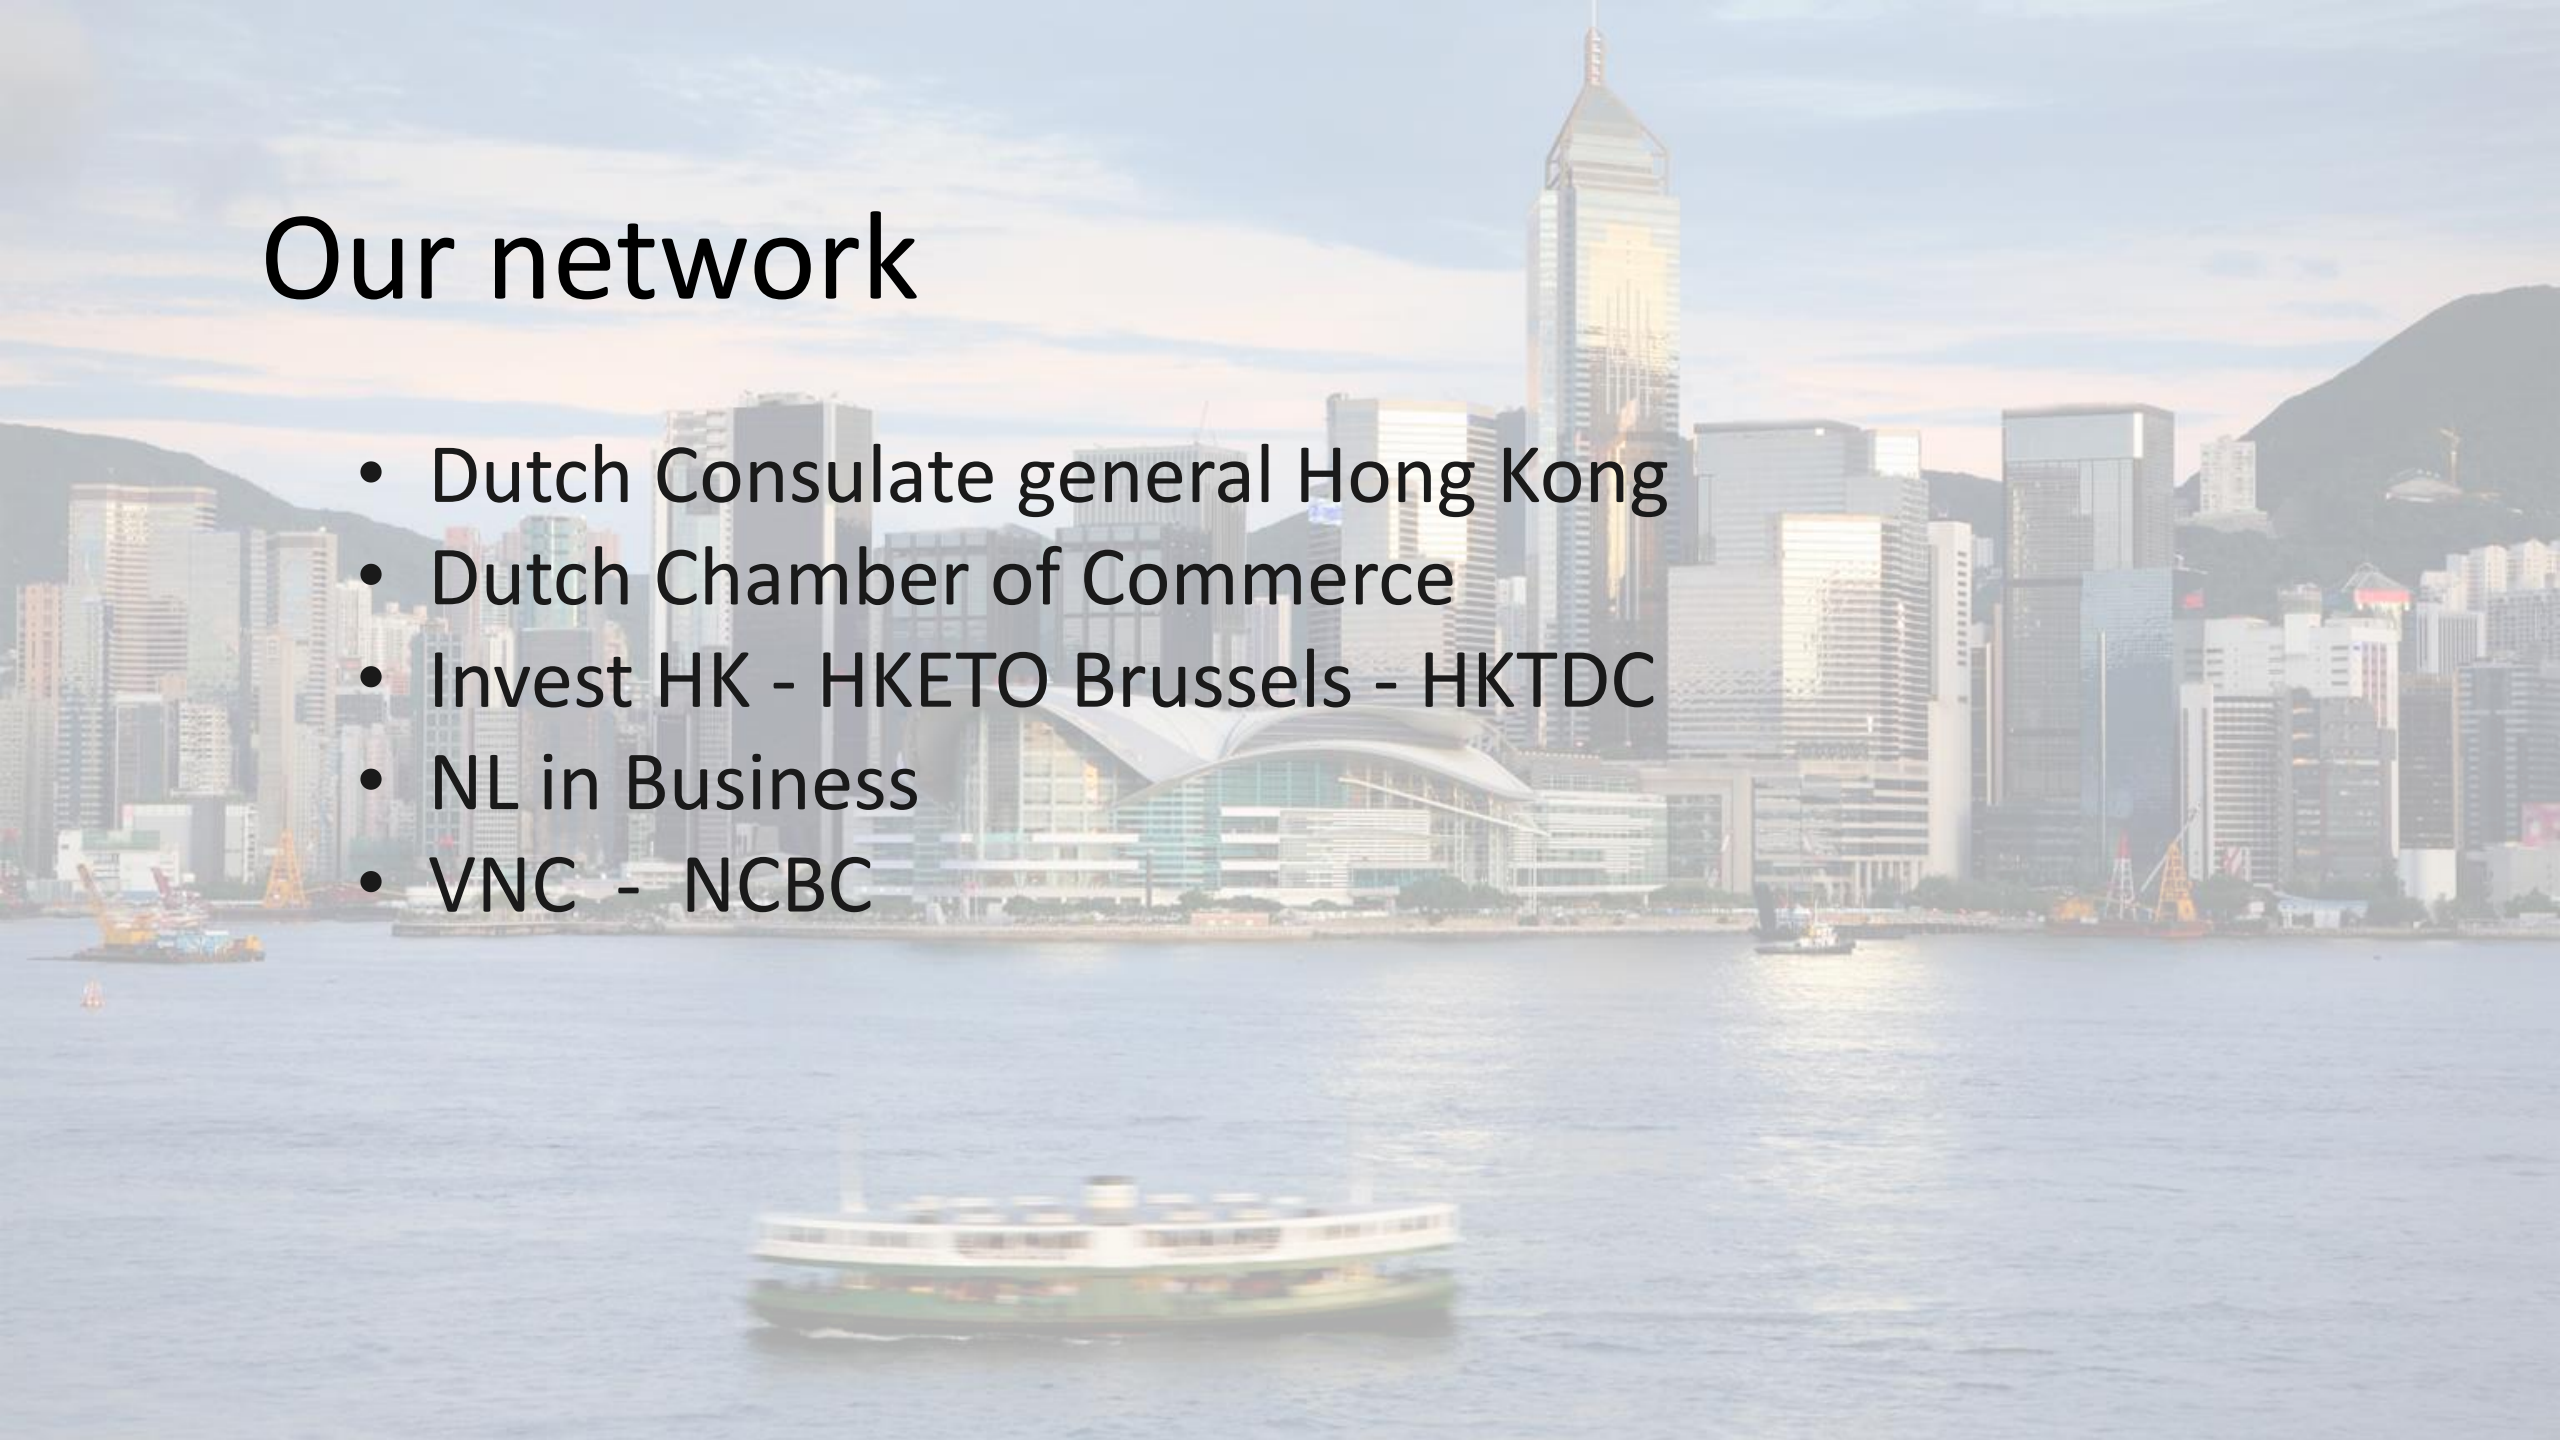 Our network
• Dutch Consulate general Hong Kong
• Dutch Chamber of Commerce
• Invest HK - HKETO Brussels - HKTDC
• NL in Business
• VNC - NCBC